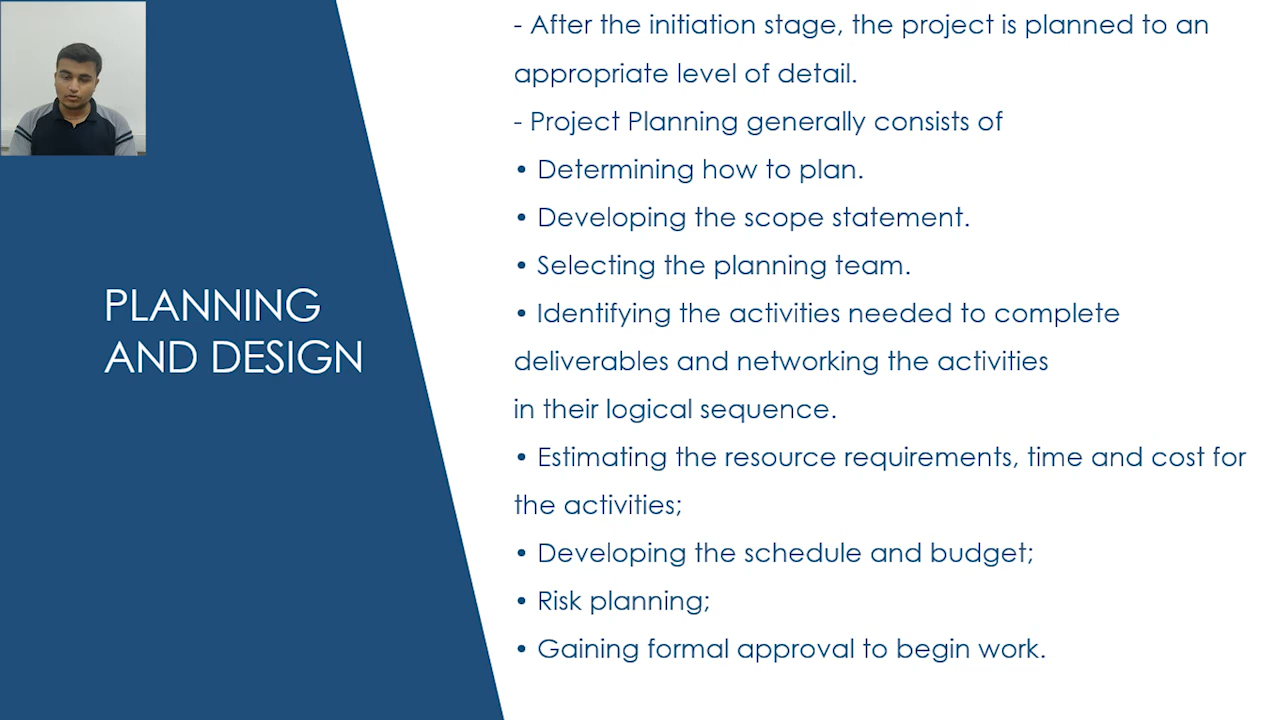 PLANNING
AND DESIGN
- After the initiation stage, the project is planned to an
appropriate level of detail.
- Project Planning generally consists of
• Determining how to plan.
• Developing the scope statement.
• Selecting the planning team.
• Identifying the activities needed to complete
deliverables and networking the activities
in their logical sequence.
• Estimating the resource requirements, time and cost for
the activities;
• Developing the schedule and budget;
• Risk planning;
• Gaining formal approval to begin work.